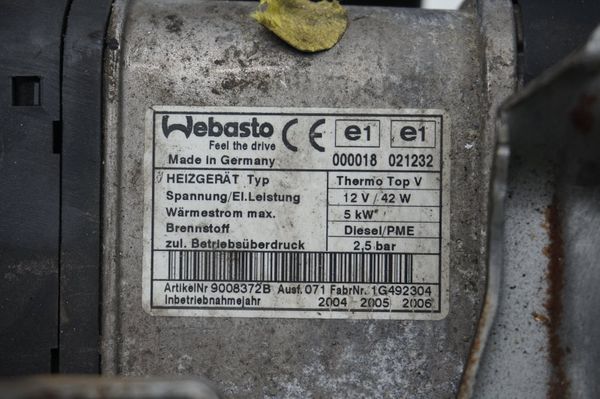 Webasto CE e1 e1
Feel the drive
Made in Germany 000018 021232
HEIZGERÄT Typ Thermo Top V
Spannung/El.Leistung 12 V / 42 W
Wärmestrom max. 5 kW
Brennstoff Diesel/PME
zul. Betriebsüberdruck 2,5 bar
ArtikelNr 9008372B Ausf. 071 FabrNr. 1G492304
Inbetriebnahmejahr 2004 - 2005 - 2006